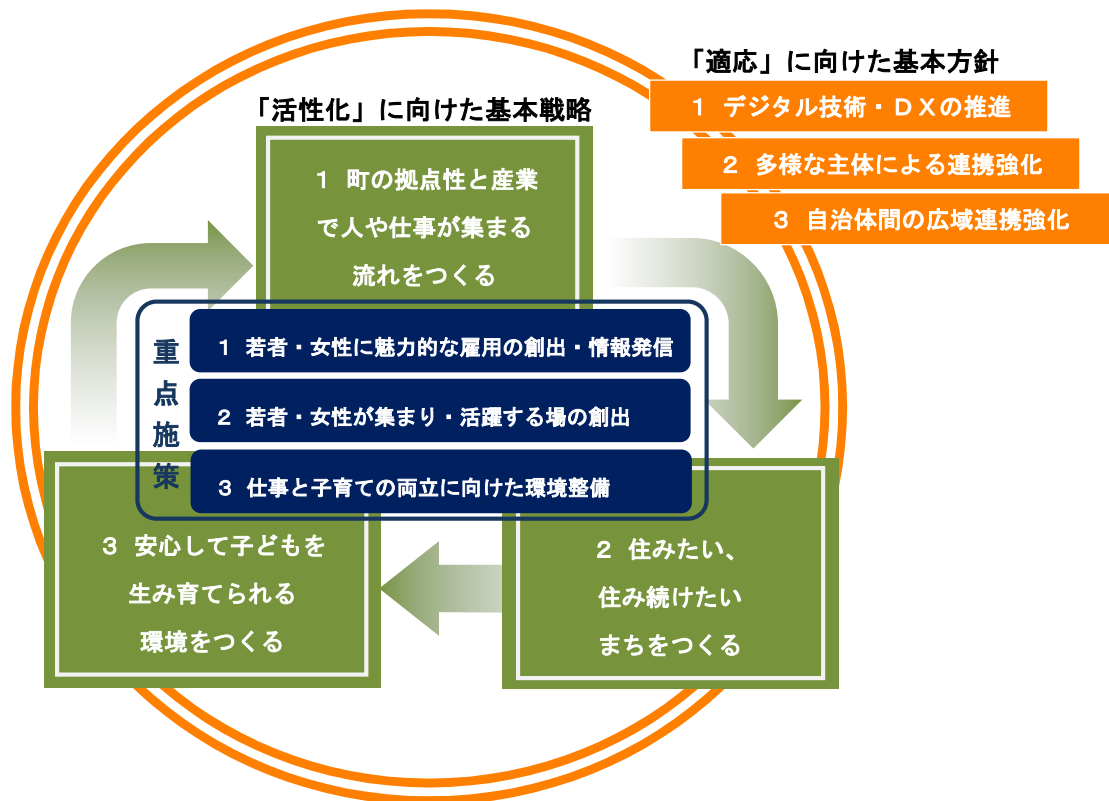 「適応」に向けた基本方針
1 デジタル技術・DXの推進
2 多様な主体による連携強化
3 自治体間の広域連携強化
「活性化」に向けた基本戦略
1 町の拠点性と産業
で人や仕事が集まる
流れをつくる
重点施策
1 若者・女性に魅力的な雇用の創出・情報発信
2 若者・女性が集まり・活躍する場の創出
3 仕事と子育ての両立に向けた環境整備
2 住みたい、
住み続けたい
まちをつくる
3 安心して子どもを
生み育てられる
環境をつくる